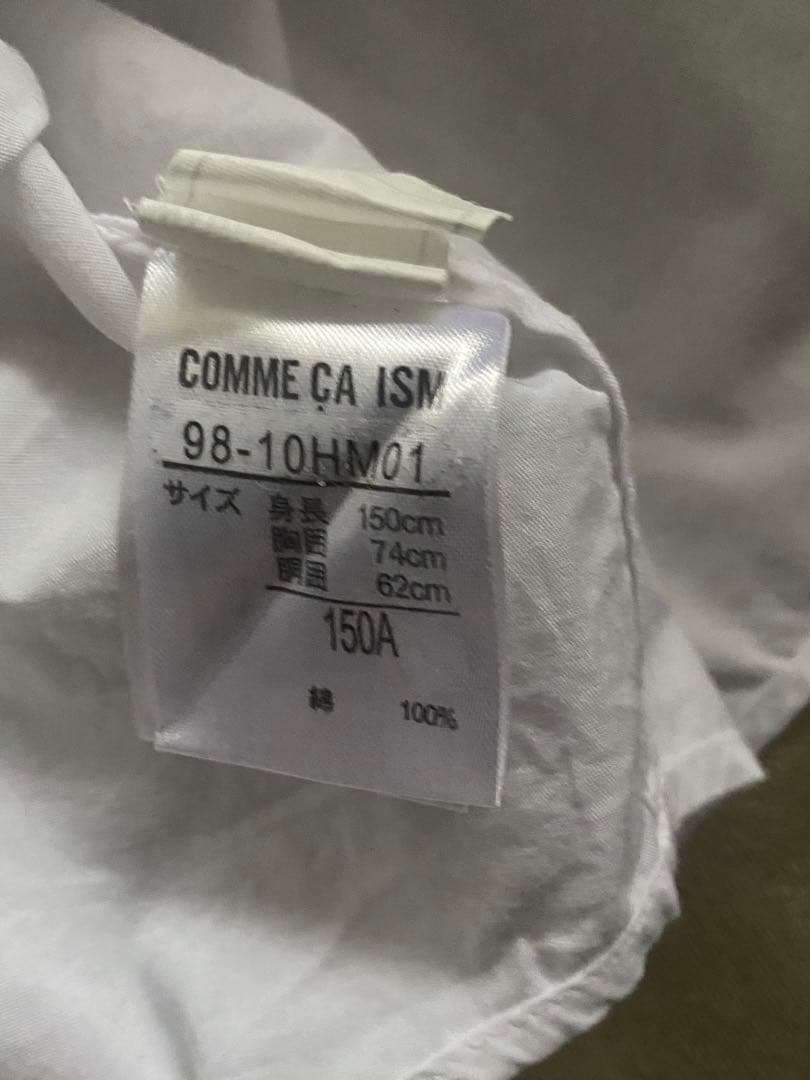 COMME ÇA ISM
98-10HM01
サイズ 身長 150cm
胸囲 74cm
胴囲 62cm
150A
綿 100%